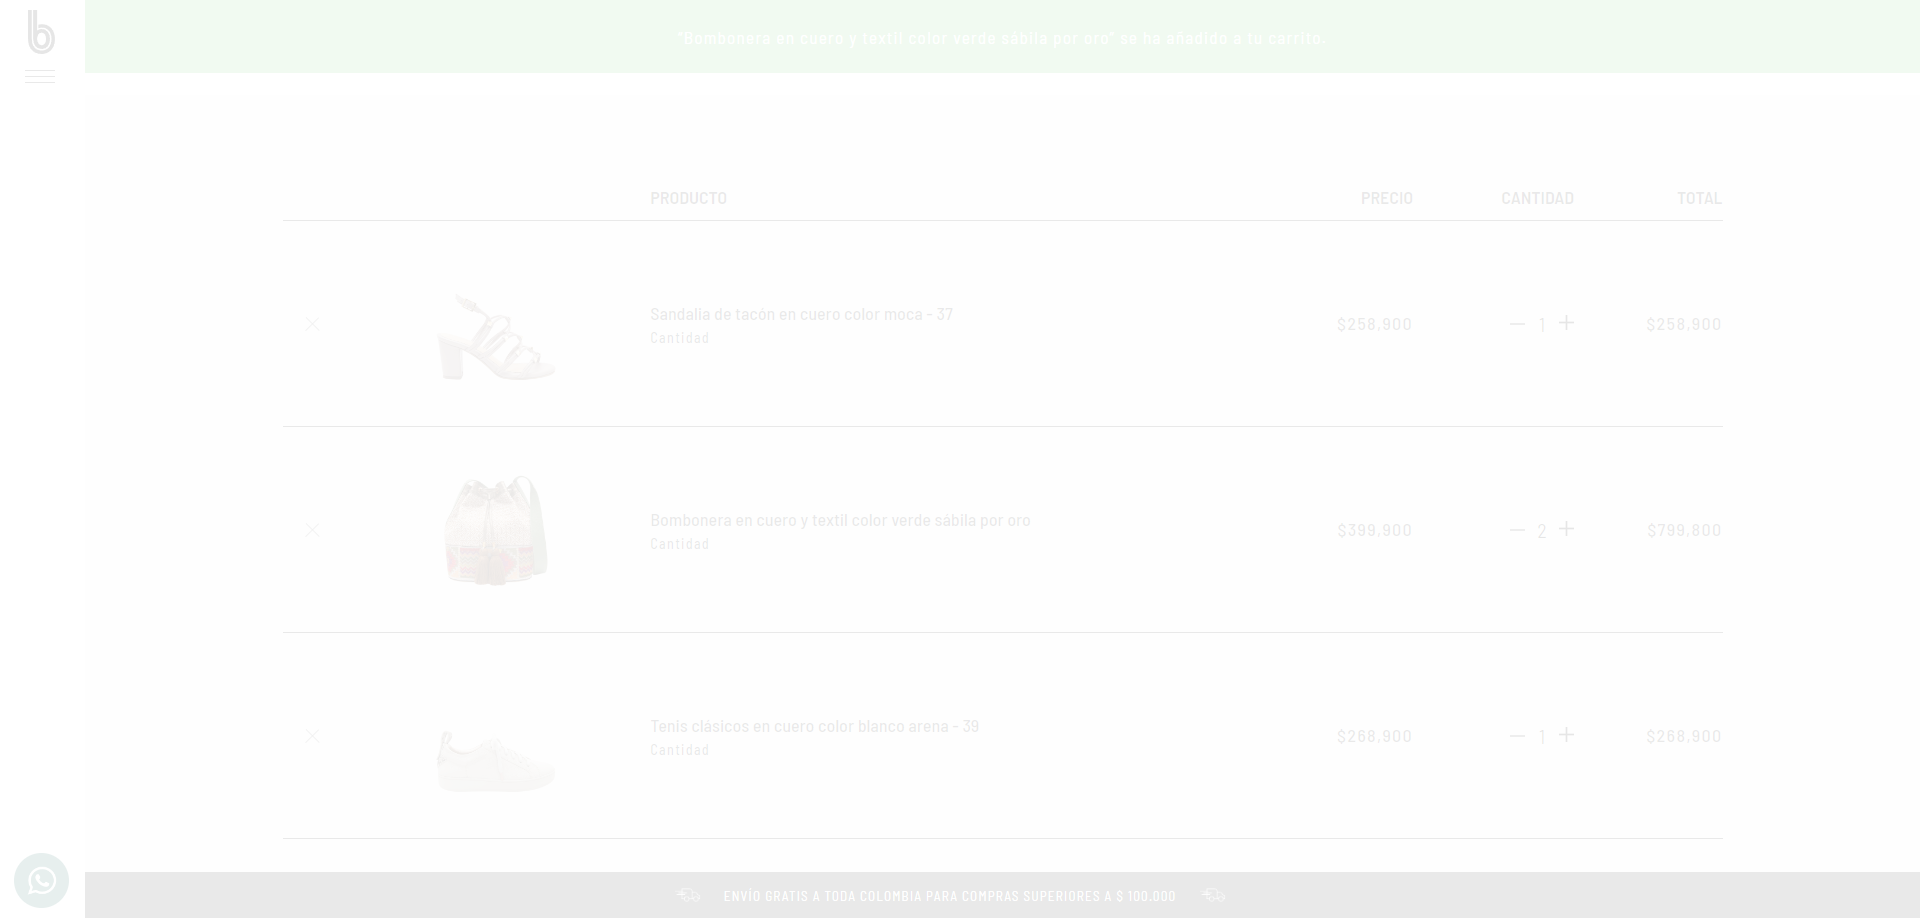 b
"Bombonera en cuero y textil color verde sábila por oro" se ha añadido a tu carrito.
PRODUCTO PRECIO CANTIDAD TOTAL
Sandalia de tacón en cuero color moca - 37
Cantidad
$258,900 — 1 + $258,900
Bombonera en cuero y textil color verde sábila por oro
Cantidad
$399,900 — 2 + $799,800
Tenis clásicos en cuero color blanco arena - 39
Cantidad
$268,900 — 1 + $268,900
ENVÍO GRATIS A TODA COLOMBIA PARA COMPRAS SUPERIORES A $ 100.000